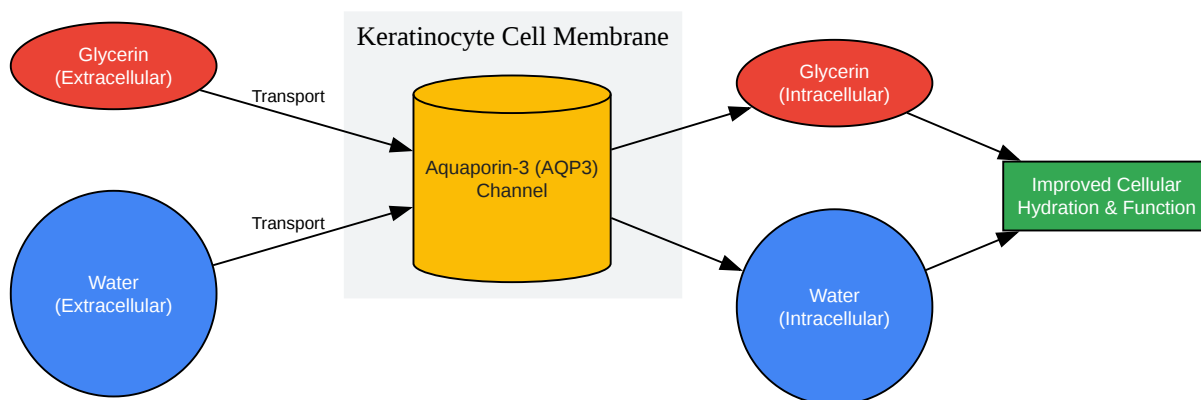 Keratinocyte Cell Membrane
Glycerin
(Extracellular)
Transport
Water
(Extracellular)
Transport
Aquaporin-3 (AQP3)
Channel
Glycerin
(Intracellular)
Water
(Intracellular)
Improved Cellular
Hydration & Function